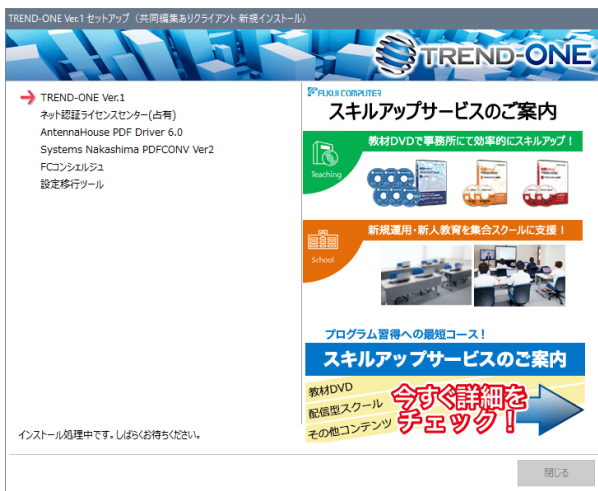 TREND-ONE Ver.1 セットアップ（共同編集ありクライアント 新規インストール）
TREND-ONE
TREND-ONE Ver.1
ネット認証ライセンスセンター(占有)
AntennaHouse PDF Driver 6.0
Systems Nakashima PDFCONV Ver2
FCコンシェルジュ
設定移行ツール
インストール処理中です。しばらくお待ちください。
FUKUI COMPUTER
スキルアップサービスのご案内
教材DVDで事務所にて効率的にスキルアップ！
Teaching
新規運用・新人教育を集合スクールに支援！
School
プログラム習得への最短コース！
スキルアップサービスのご案内
教材DVD
配信型スクール
その他コンテンツ
今すぐ詳細を
チェック！
閉じる